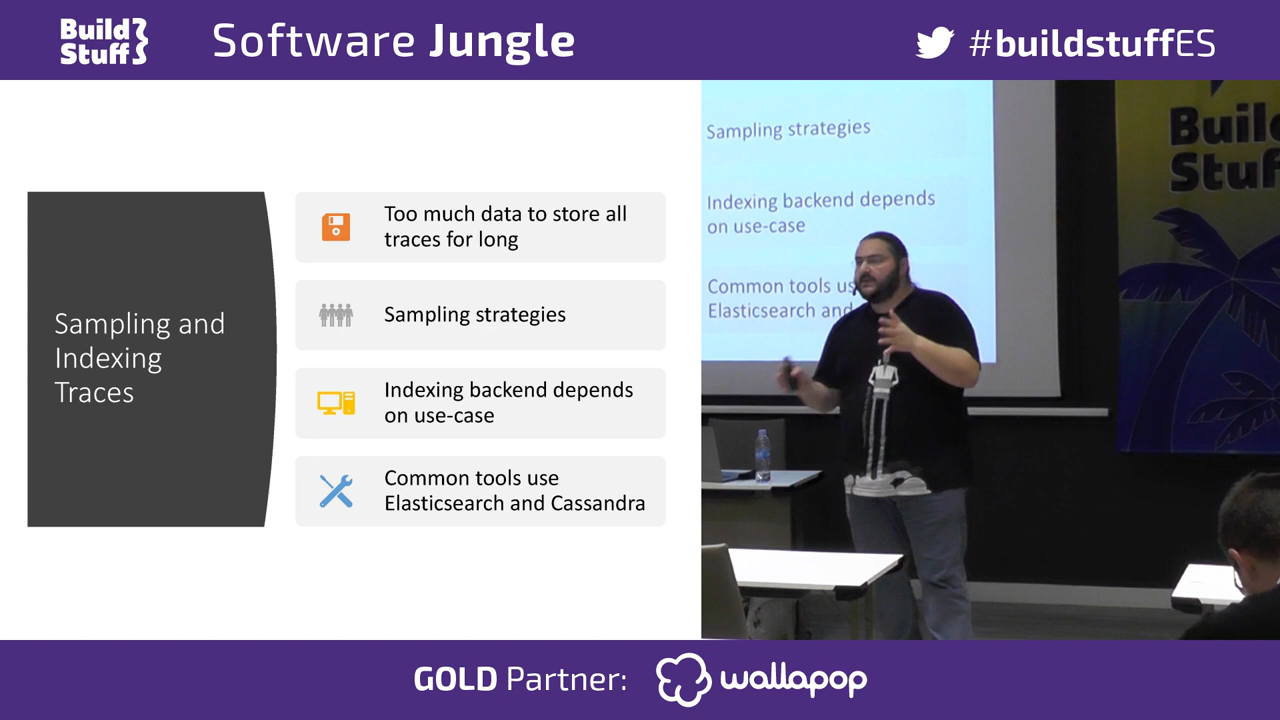 Build
Stuff
Software Jungle
#buildstuffES
Sampling and
Indexing
Traces
Too much data to store all
traces for long
Sampling strategies
Indexing backend depends
on use-case
Common tools use
Elasticsearch and Cassandra
Sampling strategies
Indexing backend depends
on use-case
Common tools us
Elasticsearch and
Buil
Stuf
GOLD Partner:
wallapop